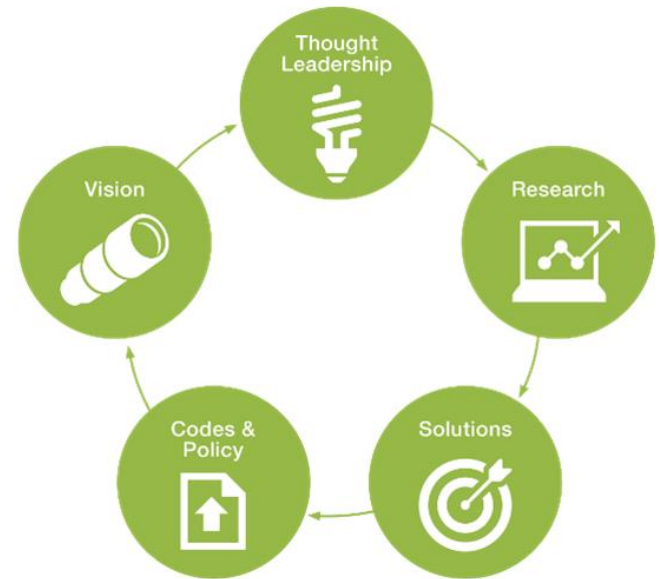 Thought
Leadership
Research
Solutions
Codes &
Policy
Vision